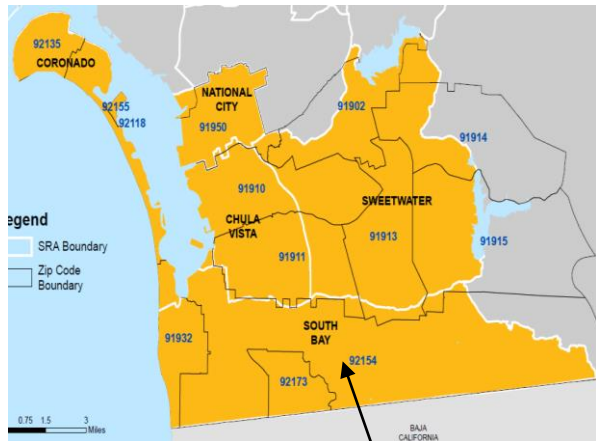 92135
CORONADO
92155
92118
NATIONAL
CITY
91950
91902
91914
91910
SWEETWATER
CHULA
VISTA
91913
91915
91911
egend
SRA Boundary
Zip Code
Boundary
SOUTH
BAY
91932
92154
92173
0.75 1.5 3
Miles
BAJA
CALIFORNIA